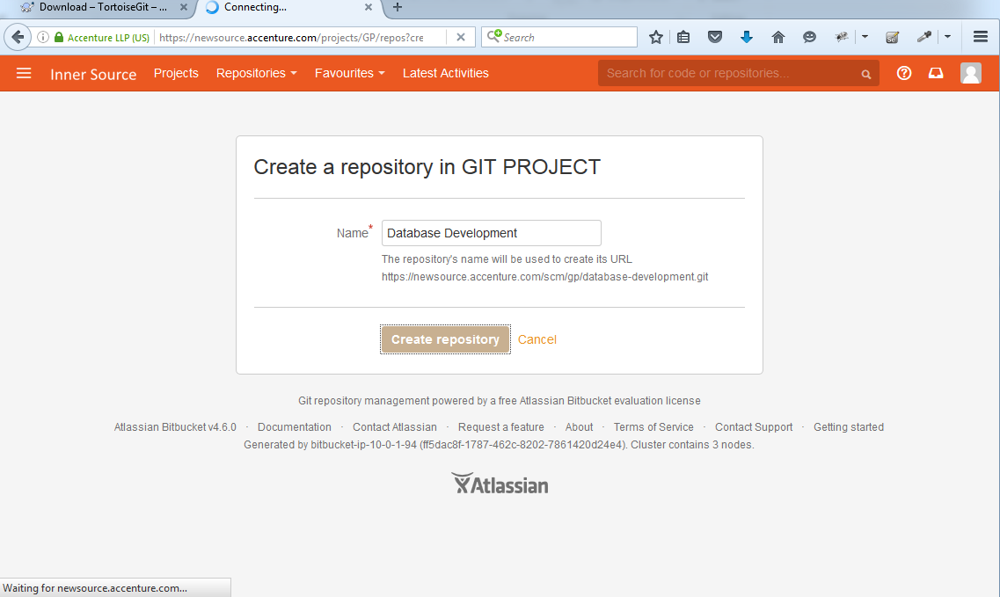 Download – TortoiseGit – ...
Connecting...
Accenture LLP (US)
https://newsource.accenture.com/projects/GP/repos?cre
Search
Inner Source
Projects
Repositories
Favourites
Latest Activities
Search for code or repositories...
Create a repository in GIT PROJECT
Name*
Database Development
The repository's name will be used to create its URL
https://newsource.accenture.com/scm/gp/database-development.git
Create repository
Cancel
Git repository management powered by a free Atlassian Bitbucket evaluation license
Atlassian Bitbucket v4.6.0 · Documentation · Contact Atlassian · Request a feature · About · Terms of Service · Contact Support · Getting started
Generated by bitbucket-ip-10-0-1-94 (ff5dac8f-1787-462c-8202-7861420d24e4). Cluster contains 3 nodes.
Atlassian
Waiting for newsource.accenture.com...